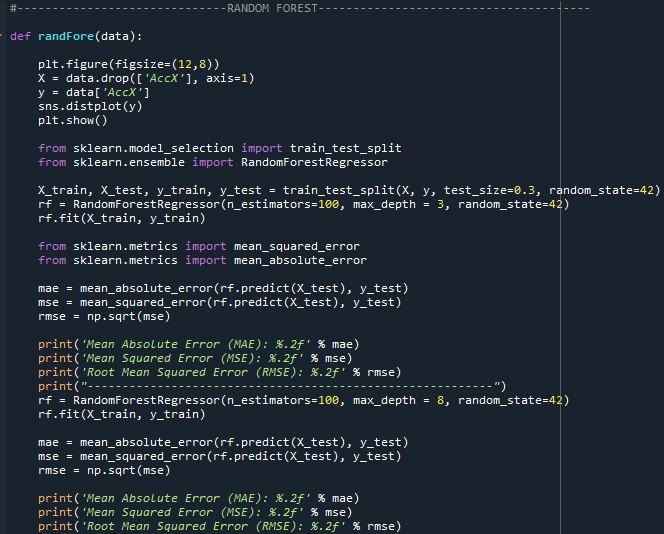 #------------------------------RANDOM FOREST---------------------------------------
def randFore(data):
    plt.figure(figsize=(12,8))
    X = data.drop(['AccX'], axis=1)
    y = data['AccX']
    sns.distplot(y)
    plt.show()
    from sklearn.model_selection import train_test_split
    from sklearn.ensemble import RandomForestRegressor
    X_train, X_test, y_train, y_test = train_test_split(X, y, test_size=0.3, random_state=42)
    rf = RandomForestRegressor(n_estimators=100, max_depth = 3, random_state=42)
    rf.fit(X_train, y_train)
    from sklearn.metrics import mean_squared_error
    from sklearn.metrics import mean_absolute_error
    mae = mean_absolute_error(rf.predict(X_test), y_test)
    mse = mean_squared_error(rf.predict(X_test), y_test)
    rmse = np.sqrt(mse)
    print('Mean Absolute Error (MAE): %.2f' % mae)
    print('Mean Squared Error (MSE): %.2f' % mse)
    print('Root Mean Squared Error (RMSE): %.2f' % rmse)
    print("----------------------------------------------------------")
    rf = RandomForestRegressor(n_estimators=100, max_depth = 8, random_state=42)
    rf.fit(X_train, y_train)
    mae = mean_absolute_error(rf.predict(X_test), y_test)
    mse = mean_squared_error(rf.predict(X_test), y_test)
    rmse = np.sqrt(mse)
    print('Mean Absolute Error (MAE): %.2f' % mae)
    print('Mean Squared Error (MSE): %.2f' % mse)
    print('Root Mean Squared Error (RMSE): %.2f' % rmse)